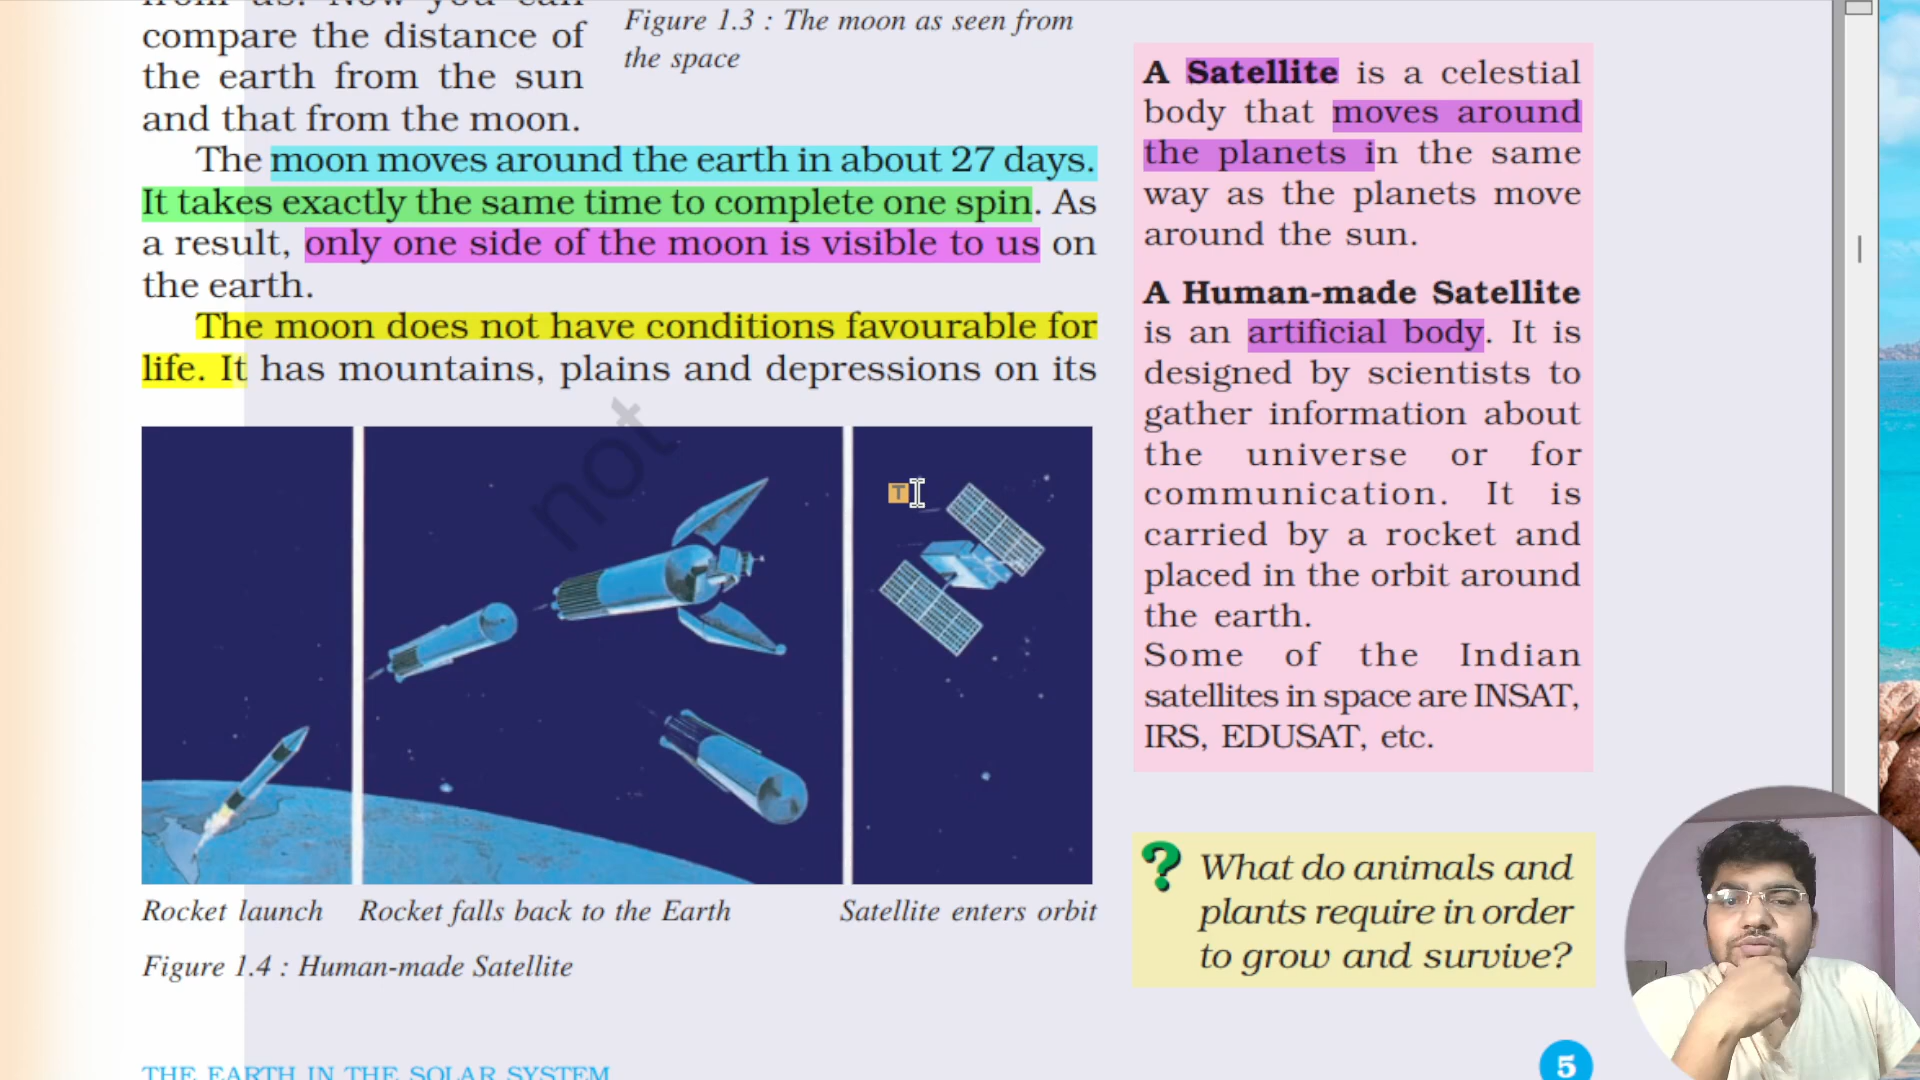 compare the distance of
the earth from the sun
and that from the moon.
Figure 1.3 : The moon as seen from
the space
The moon moves around the earth in about 27 days.
It takes exactly the same time to complete one spin. As
a result, only one side of the moon is visible to us on
the earth.
The moon does not have conditions favourable for
life. It has mountains, plains and depressions on its
not
T
Rocket launch
Rocket falls back to the Earth
Satellite enters orbit
Figure 1.4 : Human-made Satellite
A Satellite is a celestial
body that moves around
the planets in the same
way as the planets move
around the sun.
A Human-made Satellite
is an artificial body. It is
designed by scientists to
gather information about
the universe or for
communication. It is
carried by a rocket and
placed in the orbit around
the earth.
Some of the Indian
satellites in space are INSAT,
IRS, EDUSAT, etc.
? What do animals and
plants require in order
to grow and survive?
THE EARTH IN THE SOLAR SYSTEM
5